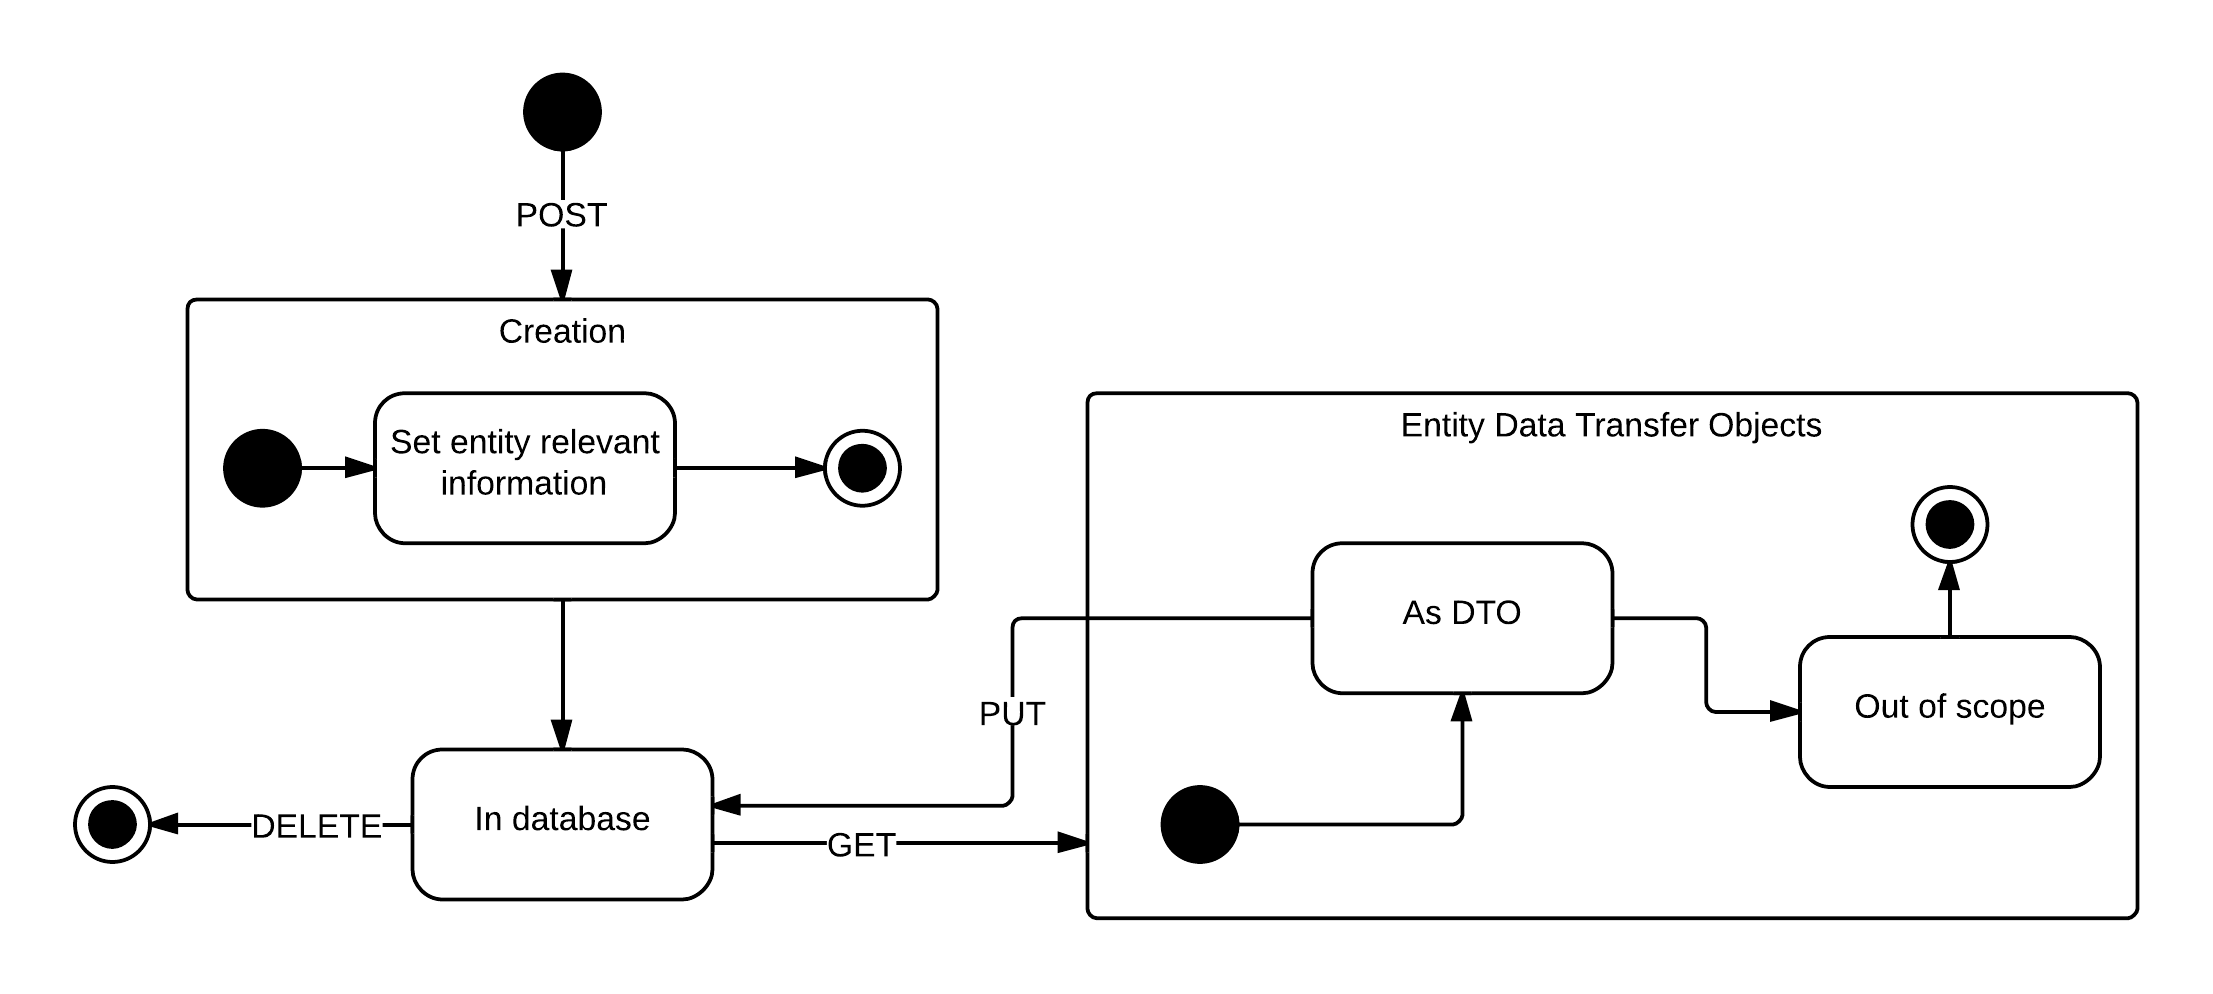 POST
Creation
Set entity relevant
information
Entity Data Transfer Objects
As DTO
Out of scope
PUT
In database
DELETE
GET